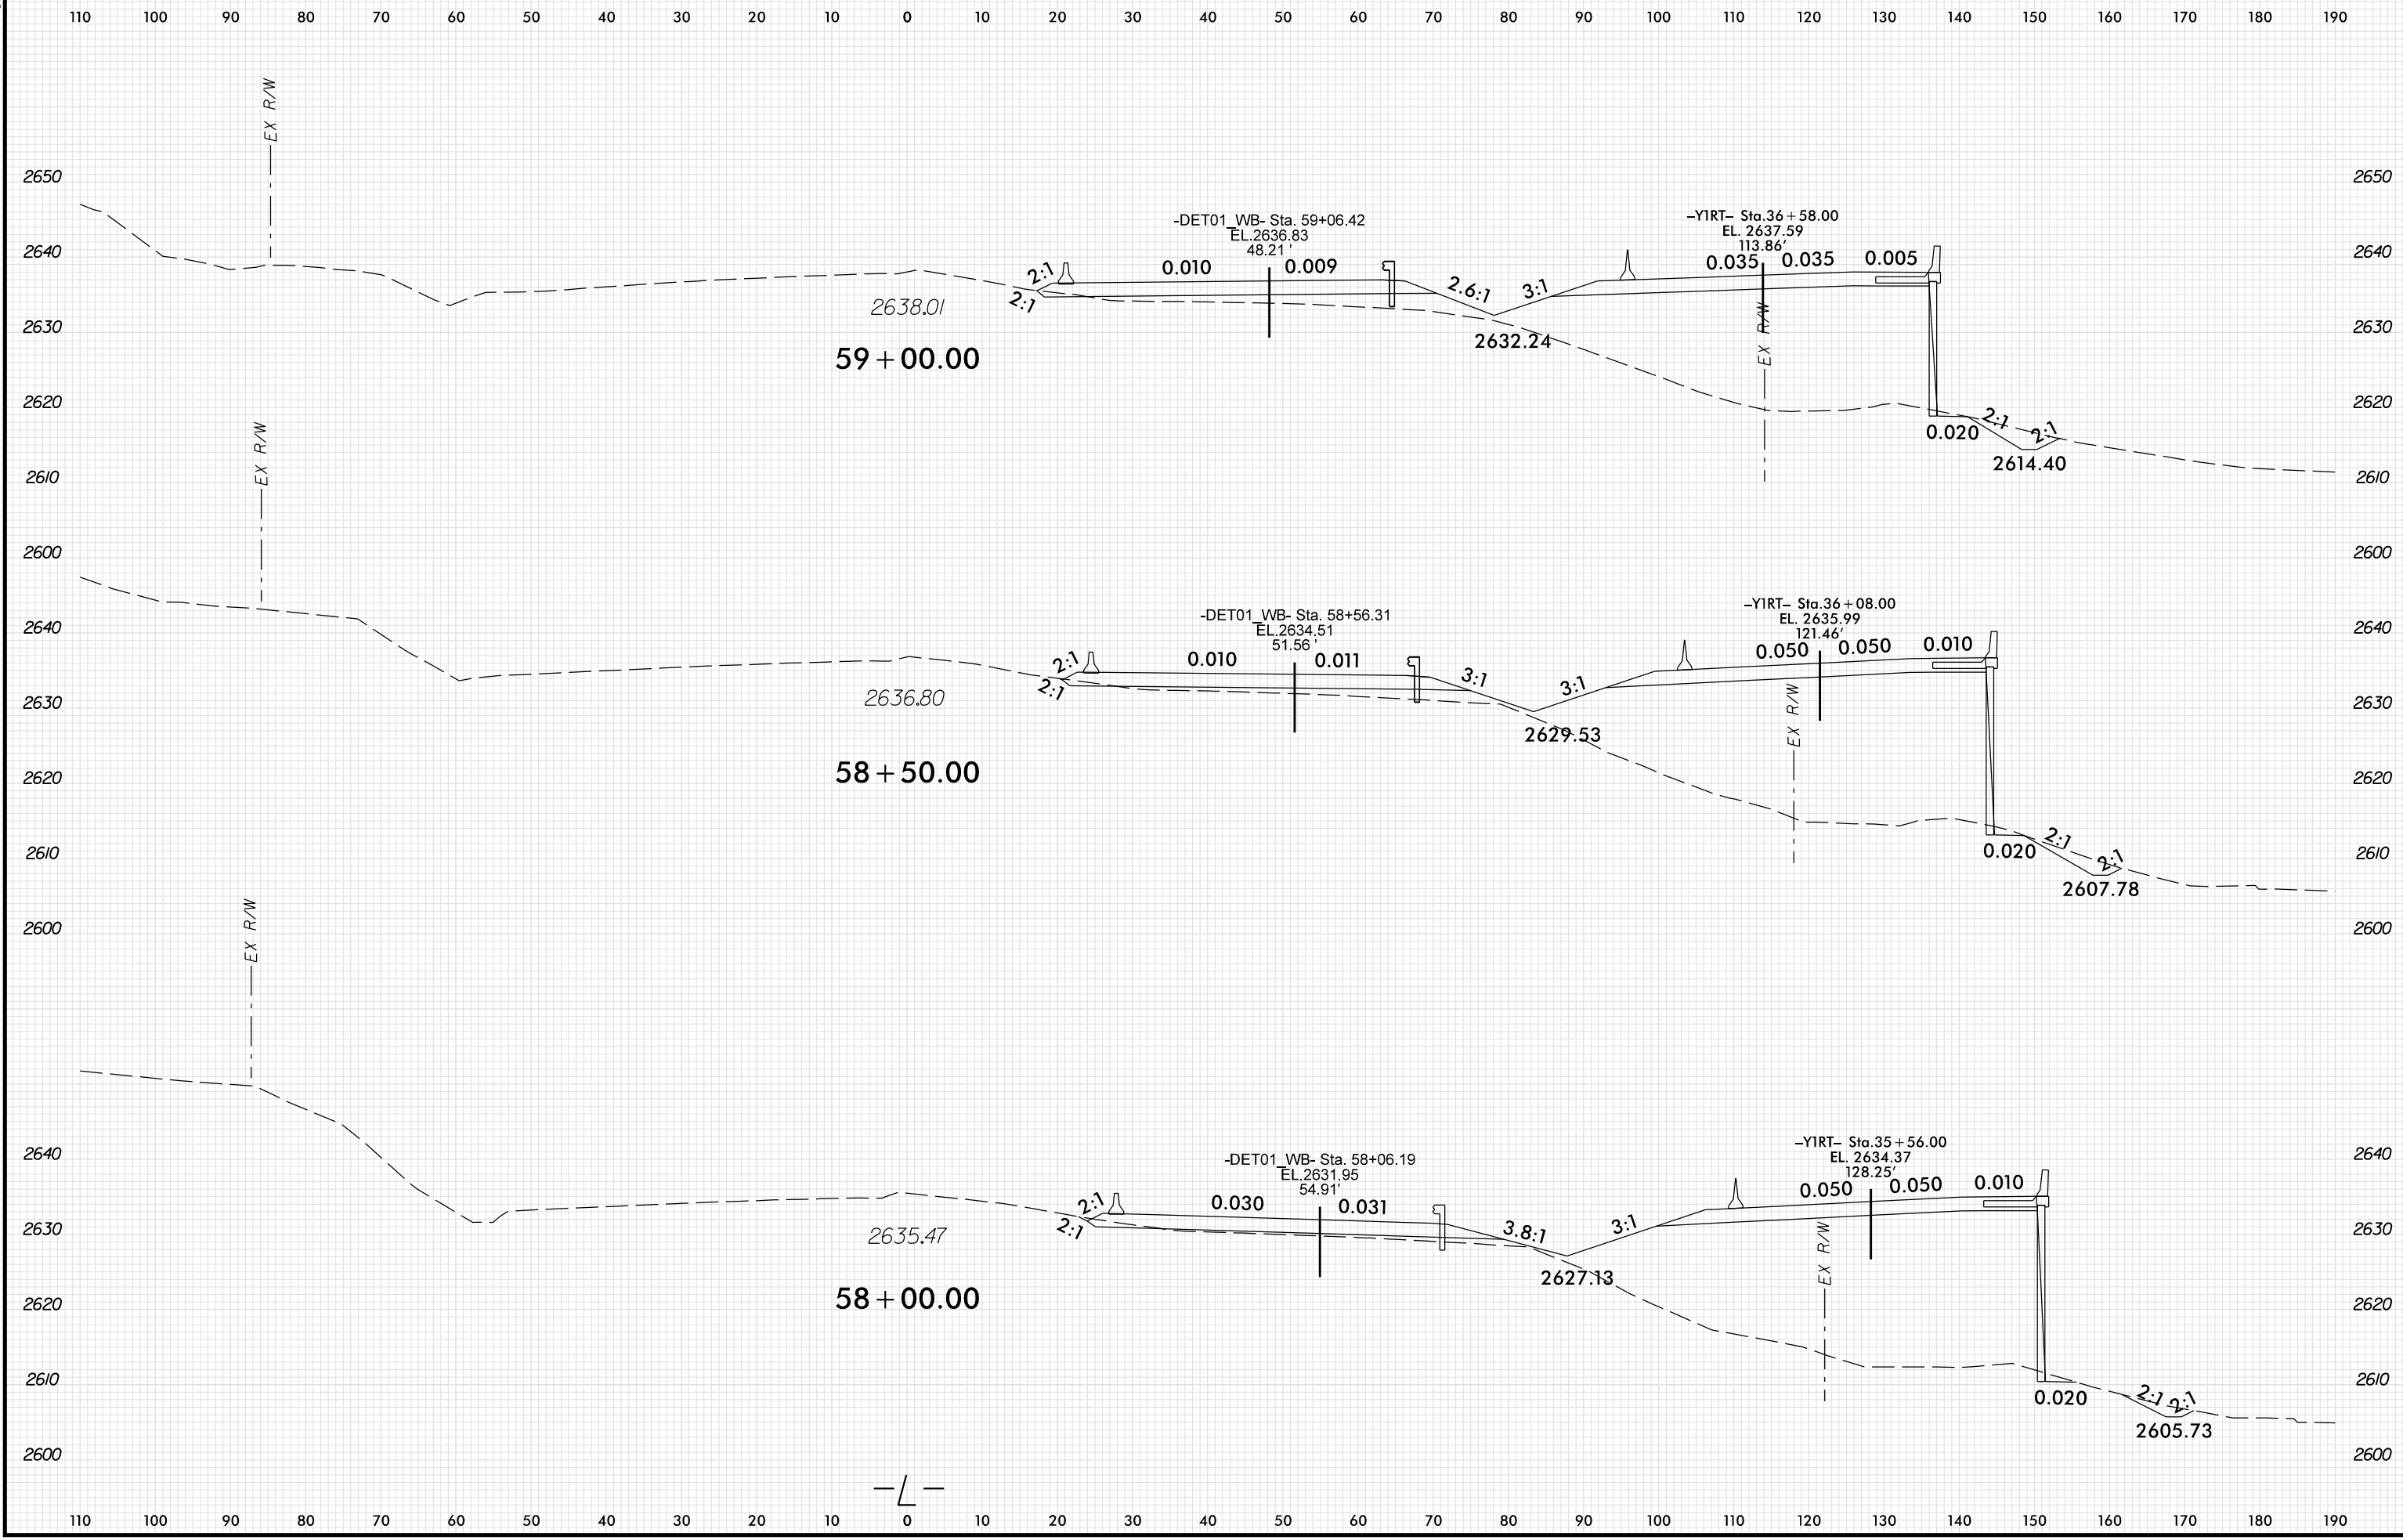 110 100 90 80 70 60 50 40 30 20 10 0 10 20 30 40 50 60 70 80 90 100 110 120 130 140 150 160 170 180 190
EX R/W
2650 2650
-DET01_WB- Sta. 59+06.42
EL.2636.83
48.21 '
-Y1RT- Sta.36+58.00
EL. 2637.59
113.86'
2640 2640
2:1 0.010 0.009 2.6:1 3:1 0.035 0.035 0.005
2:1
2638.01
EX R/W
2630 2630
2632.24
59+00.00
2620 2620
2:1 2:1
0.020
2614.40
EX R/W
2610 2610
2600 2600
-DET01_WB- Sta. 58+56.31
EL.2634.51
51.56 '
-Y1RT- Sta.36+08.00
EL. 2635.99
121.46'
2640 2640
2:1 0.010 0.011 3:1 3:1 0.050 0.050 0.010
2:1
2636.80
EX R/W
2630 2630
2629.53
58+50.00
2620 2620
2:1 2:1
0.020
2610 2610
2607.78
EX R/W
2600 2600
-DET01_WB- Sta. 58+06.19
EL.2631.95
54.91'
-Y1RT- Sta.35+56.00
EL. 2634.37
128.25'
2640 2640
2:1 0.030 0.031 3.8:1 3:1 0.050 0.050 0.010
2:1
2635.47
EX R/W
2630 2630
2627.13
58+00.00
2620 2620
2610 2610
0.020 2:1 2:1
2605.73
2600 2600
-L-
110 100 90 80 70 60 50 40 30 20 10 0 10 20 30 40 50 60 70 80 90 100 110 120 130 140 150 160 170 180 190